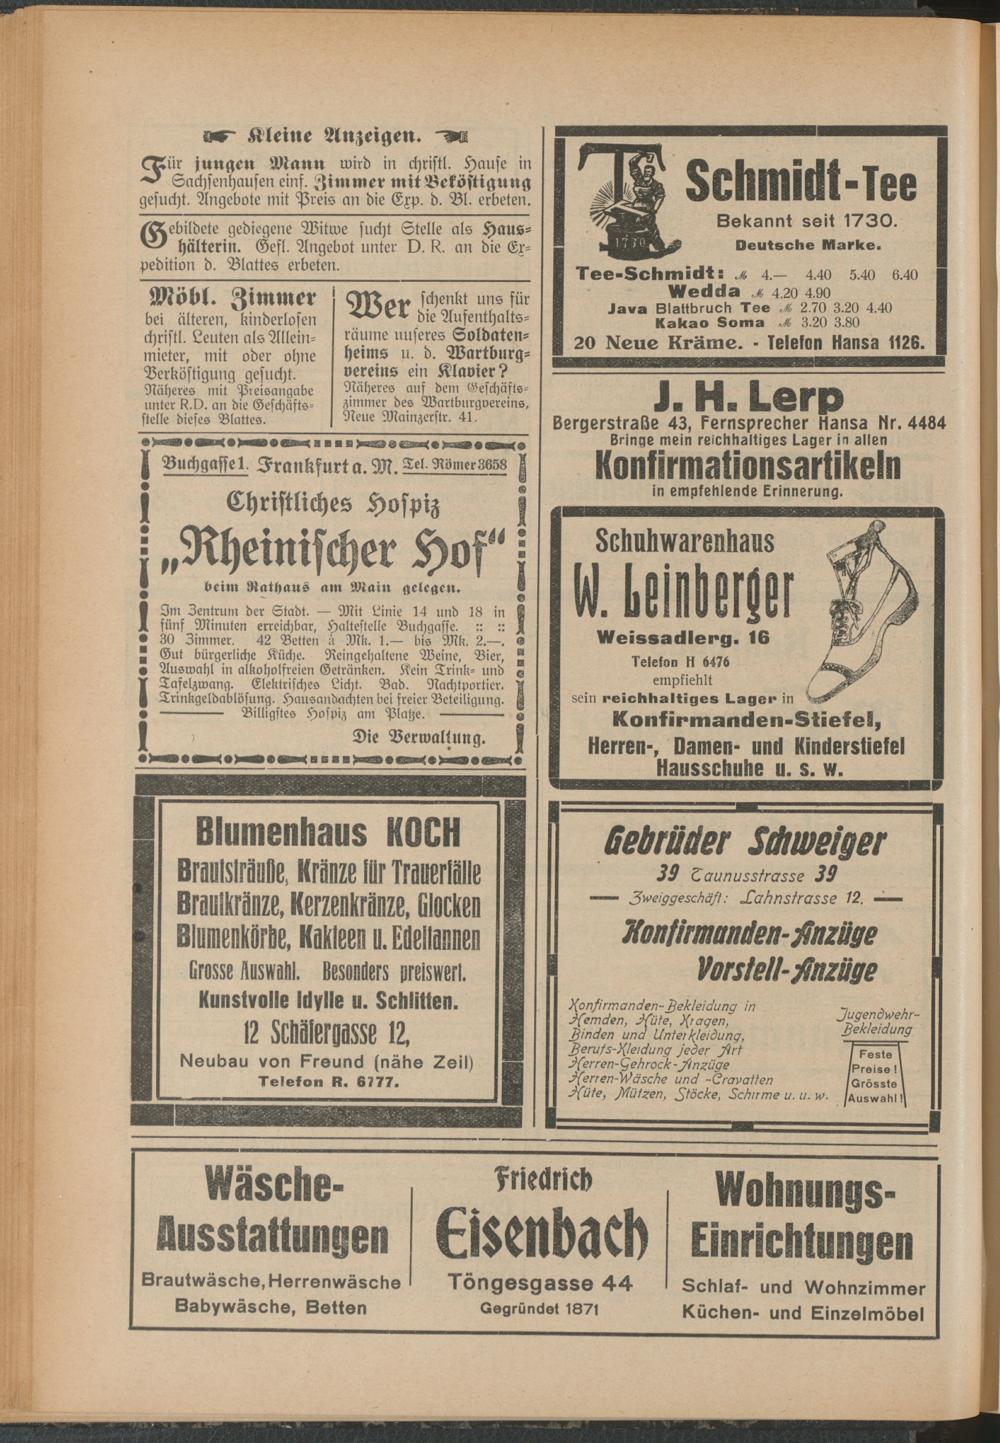 Kleine Anzeigen.
Für jungen Mann wird in christl. Hause in
Sachsenhausen einf. Zimmer mit Beköstigung
gesucht. Angebote mit Preis an die Exp. d. Bl. erbeten.
Gebildete gediegene Witwe sucht Stelle als Haus-
hälterin. Gefl. Angebot unter D. R. an die Ex-
pedition d. Blattes erbeten.
Möbl. Zimmer
bei älteren, kinderlosen
christl. Leuten als Allein-
mieter, mit oder ohne
Verköstigung gesucht.
Näheres mit Preisangabe
unter R.D. an die Geschäfts-
stelle dieses Blattes.
Wer schenkt uns für
die Aufenthalts-
räume unseres Soldaten-
heims u. d. Wartburg-
vereins ein Klavier?
Näheres auf dem Geschäfts-
zimmer des Wartburgvereins,
Neue Mainzerstr. 41.
Buchgasse 1. Frankfurt a. M. Tel. Römer 3658
Christliches Hospiz
„Rheinischer Hof“
beim Rathaus am Main gelegen.
Im Zentrum der Stadt. — Mit Linie 14 und 18 in
fünf Minuten erreichbar, Haltestelle Buchgasse. :: ::
30 Zimmer. 42 Betten à Mk. 1.— bis Mk. 2.—.
Gut bürgerliche Küche. Reingehaltene Weine, Bier,
Auswahl in alkoholfreien Getränken. Kein Trink- und
Tafelzwang. Elektrisches Licht. Bad. Nachtportier.
Trinkgeldablösung. Hausandachten bei freier Beteiligung.
Billigstes Hospiz am Platze.
Die Verwaltung.
Blumenhaus KOCH
Brautsträuße, Kränze für Trauerfälle
Brautkränze, Kerzenkränze, Glocken
Blumenkörbe, Kakteen u. Edeltannen
Grosse Auswahl. Besonders preiswert.
Kunstvolle Idylle u. Schlitten.
12 Schäfergasse 12,
Neubau von Freund (nähe Zeil)
Telefon R. 6777.
T
1730
Schmidt-Tee
Bekannt seit 1730.
Deutsche Marke.
Tee-Schmidt: ℳ 4.— 4.40 5.40 6.40
Wedda ℳ 4.20 4.90
Java Blattbruch Tee ℳ 2.70 3.20 4.40
Kakao Soma ℳ 3.20 3.80
20 Neue Kräme. - Telefon Hansa 1126.
J. H. Lerp
Bergerstraße 43, Fernsprecher Hansa Nr. 4484
Bringe mein reichhaltiges Lager in allen
Konfirmationsartikeln
in empfehlende Erinnerung.
Schuhwarenhaus
W. Leinberger
Weissadlerg. 16
Telefon H 6476
empfiehlt
sein reichhaltiges Lager in
Konfirmanden-Stiefel,
Herren-, Damen- und Kinderstiefel
Hausschuhe u. s. w.
Gebrüder Schweiger
39 Taunusstrasse 39
Zweiggeschäft: Lahnstrasse 12.
Konfirmanden-Anzüge
Vorstell-Anzüge
Konfirmanden-Bekleidung in
Hemden, Hüte, Kragen,
Binden und Unterkleidung,
Berufs-Kleidung jeder Art
Herren-Gehrock-Anzüge
Herren-Wäsche und -Cravatten
Hüte, Mützen, Stöcke, Schirme u. u. w.
Jugendwehr-
Bekleidung
Feste
Preise!
Grösste
Auswahl!
Wäsche-
Ausstattungen
Brautwäsche, Herrenwäsche
Babywäsche, Betten
Friedrich
Eisenbach
Töngesgasse 44
Gegründet 1871
Wohnungs-
Einrichtungen
Schlaf- und Wohnzimmer
Küchen- und Einzelmöbel